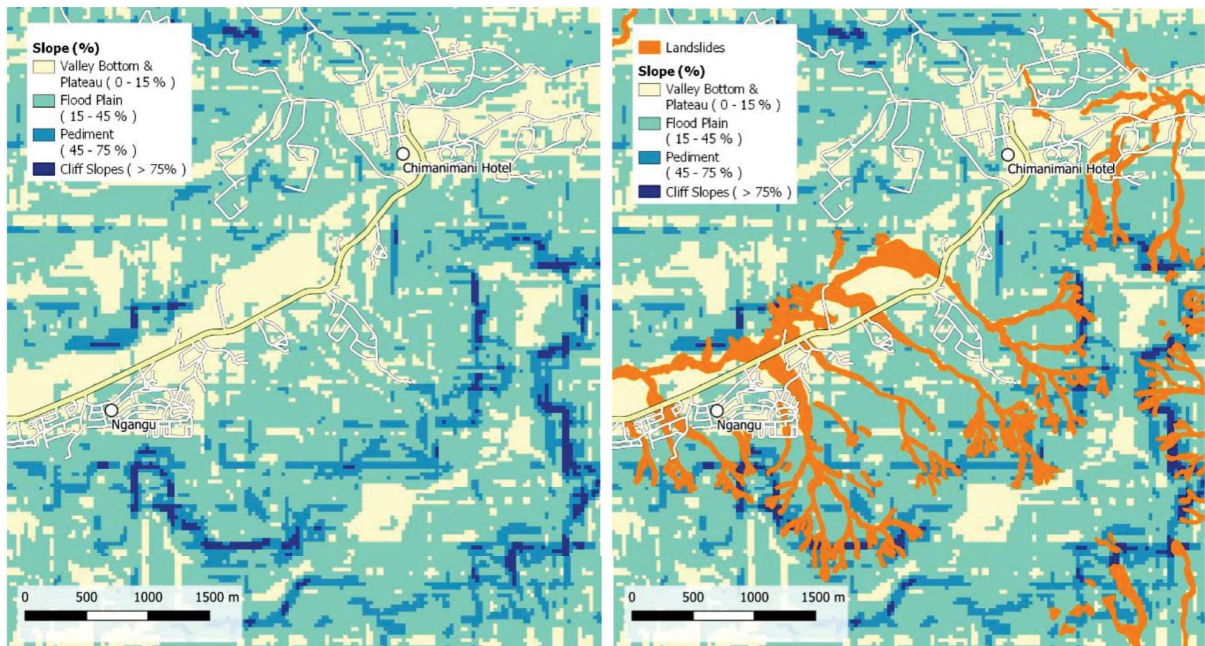 Slope (%)
Valley Bottom &
Plateau ( 0 - 15 % )
Flood Plain
( 15 - 45 % )
Pediment
( 45 - 75 % )
Cliff Slopes ( > 75% )
Chimanimani Hotel
Ngangu
0 500 1000 1500 m
Landslides
Slope (%)
Valley Bottom &
Plateau ( 0 - 15% )
Flood Plain
( 15 - 45 % )
Pediment
( 45 - 75 % )
Cliff Slopes ( > 75% )
Chimanimani Hotel
Ngangu
0 500 1000 1500 m